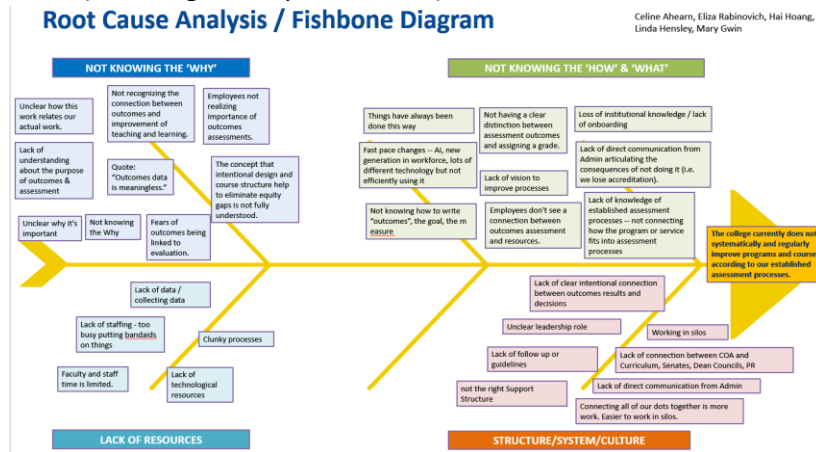 Root Cause Analysis / Fishbone Diagram
Celine Ahearn, Eliza Rabinovich, Hai Hoang,
Linda Hensley, Mary Gwin
NOT KNOWING THE ‘WHY’
Unclear how this
work relates our
actual work.
Not recognizing the
connection between
outcomes and
improvement of
teaching and learning.
Employees not
realizing
importance of
outcomes
assessments.
Lack of
understanding
about the purpose
of outcomes &
assessment
Quote:
“Outcomes data
is meaningless.”
The concept that
intentional design and
course structure help
to eliminate equity
gaps is not fully
understood.
Unclear why it's
important
Not knowing
the Why
Fears of
outcomes being
linked to
evaluation.
NOT KNOWING THE ‘HOW’ & ‘WHAT’
Things have always been
done this way
Not having a clear
distinction between
assessment outcomes
and assigning a grade.
Loss of institutional knowledge / lack
of onboarding
Fast pace changes -- AI, new
generation in workforce, lots of
different technology but not
efficiently using it
Lack of vision to
improve processes
Lack of direct communication from
Admin articulating the
consequences of not doing it (i.e.
we lose accreditation).
Not knowing how to write
“outcomes”, the goal, the m
easure
Employees don't see a
connection between
outcomes assessment
and resources.
Lack of knowledge of
established assessment
processes -- not connecting
how the program or service
fits into assessment
processes
The college currently does not
systematically and regularly
improve programs and course
according to our established
assessment processes.
Lack of data /
collecting data
Lack of staffing - too
busy putting bandaids
on things
Clunky processes
Faculty and staff
time is limited.
Lack of
technological
resources
LACK OF RESOURCES
Lack of clear intentional connection
between outcomes results and
decisions
Unclear leadership role
Working in silos
Lack of follow up or
guidelines
Lack of connection between COA and
Curriculum, Senates, Dean Councils, PR
not the right Support
Structure
Lack of direct communication from Admin
Connecting all of our dots together is more
work. Easier to work in silos.
STRUCTURE/SYSTEM/CULTURE